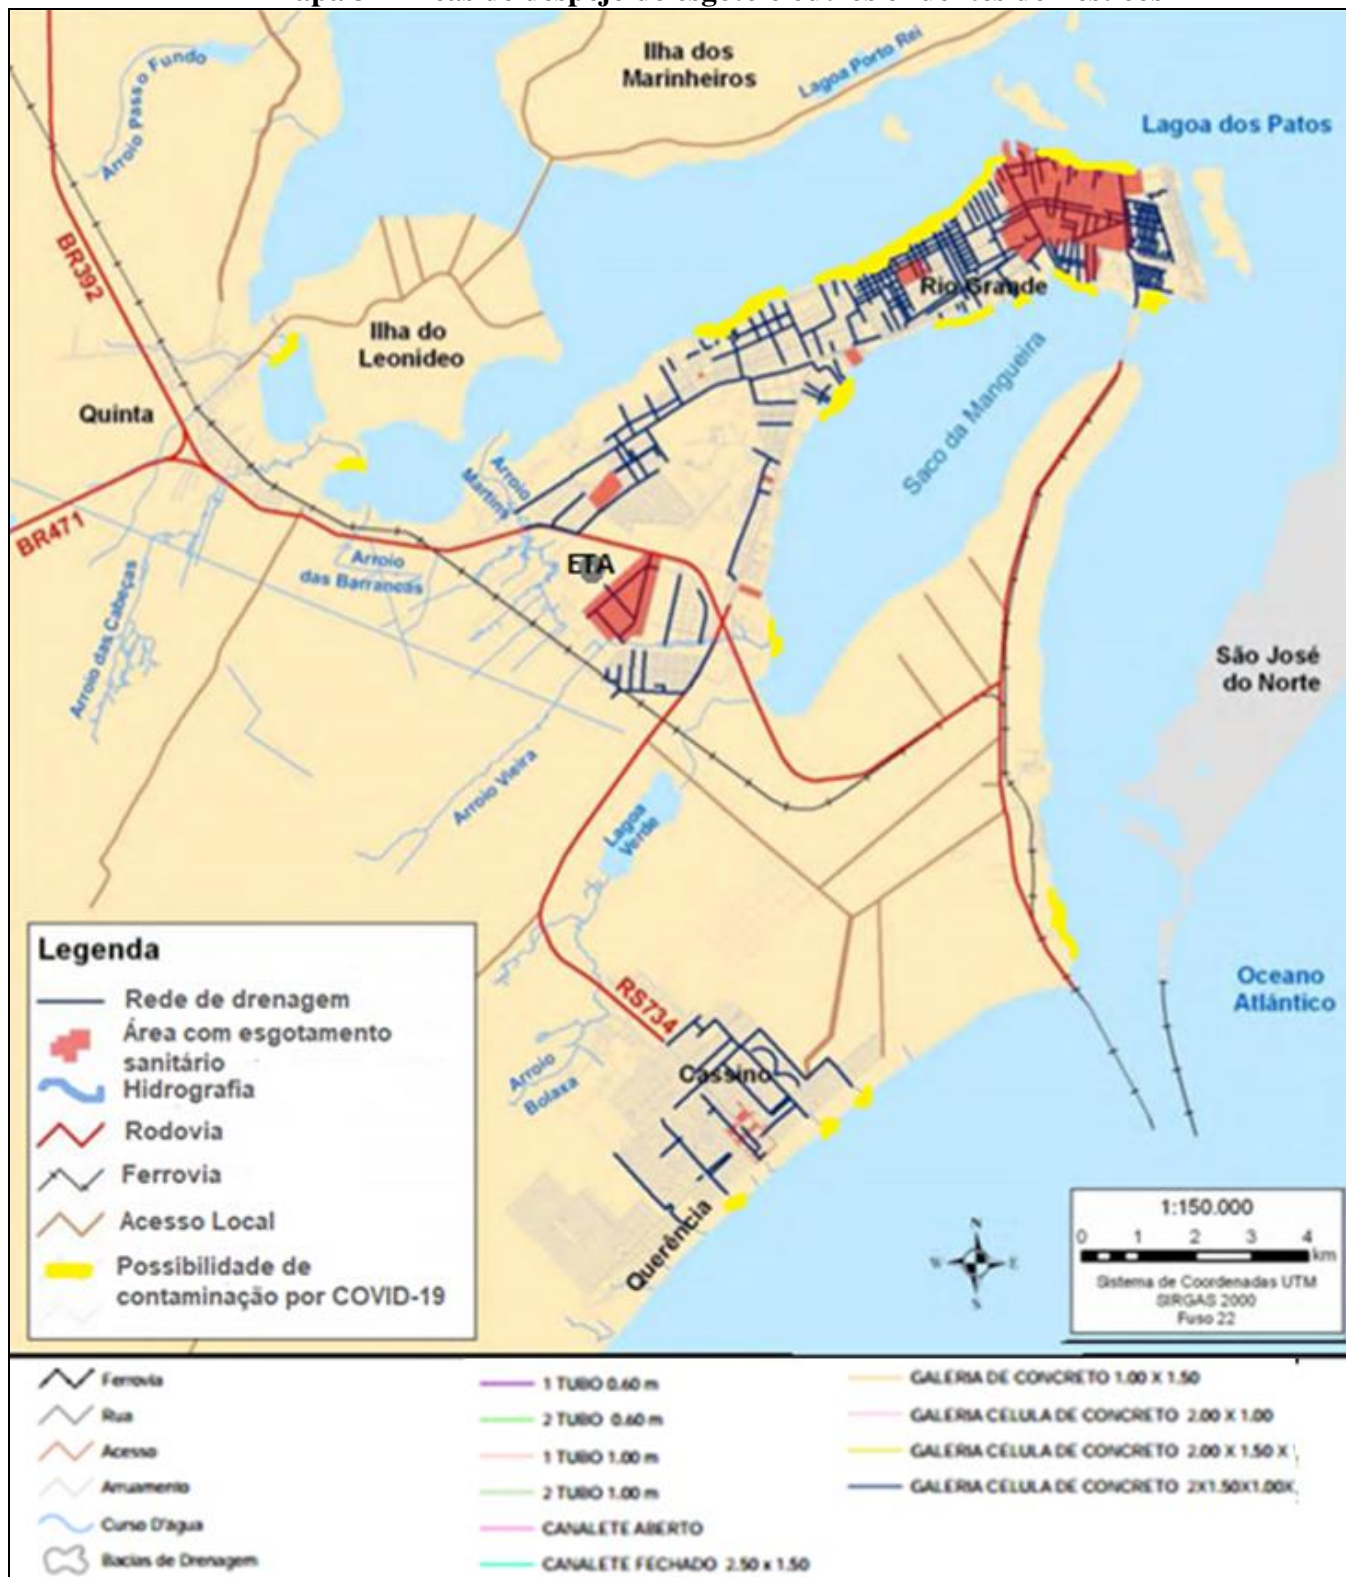 Ilha dos
Marinheiros
Lagoa Porto Rei
Arroio Passo Fundo
Lagoa dos Patos
BR392
Rio Grande
Ilha do
Leonídeo
Saco da Mangueira
Quinta
Arroio
Martins
BR471
ETA
Arroio
das Barrancas
Arroio das Cabeças
São José
do Norte
Arroio Vieira
Lagoa
Verde
Oceano
Atlântico
RS734
Cassino
Arroio
Bolaxa
Querência
Legenda
Rede de drenagem
Área com esgotamento
sanitário
Hidrografia
Rodovia
Ferrovia
Acesso Local
Possibilidade de
contaminação por COVID-19
N
W E
S
1:150.000
0 1 2 3 4
km
Sistema de Coordenadas UTM
SIRGAS 2000
Fuso 22
Ferrovia
Rua
Acesso
Arruamento
Curso D'água
Bacias de Drenagem
1 TUBO 0.60 m
2 TUBO 0.60 m
1 TUBO 1.00 m
2 TUBO 1.00 m
CANALETE ABERTO
CANALETE FECHADO 2.50 x 1.50
GALERIA DE CONCRETO 1.00 X 1.50
GALERIA CELULA DE CONCRETO 2.00 X 1.00
GALERIA CELULA DE CONCRETO 2.00 X 1.50 X
GALERIA CELULA DE CONCRETO 2X1.50X1.00X